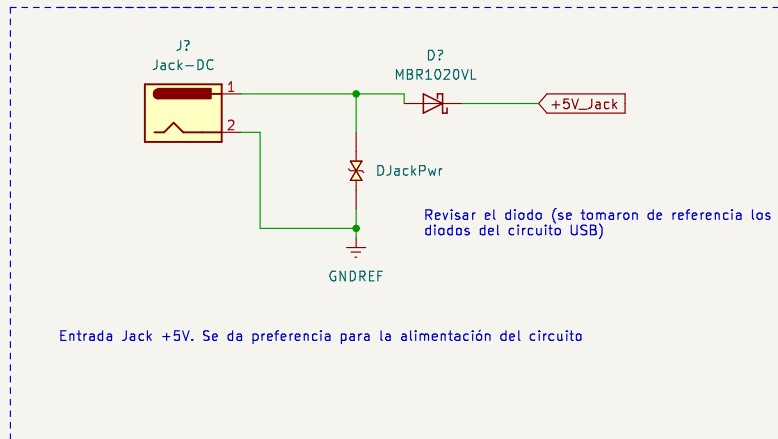 J?
Jack-DC
1
2
D?
MBR1020VL
+5V_Jack
DJackPwr
Revisar el diodo (se tomaron de referencia los
diodos del circuito USB)
GNDREF
Entrada Jack +5V. Se da preferencia para la alimentación del circuito